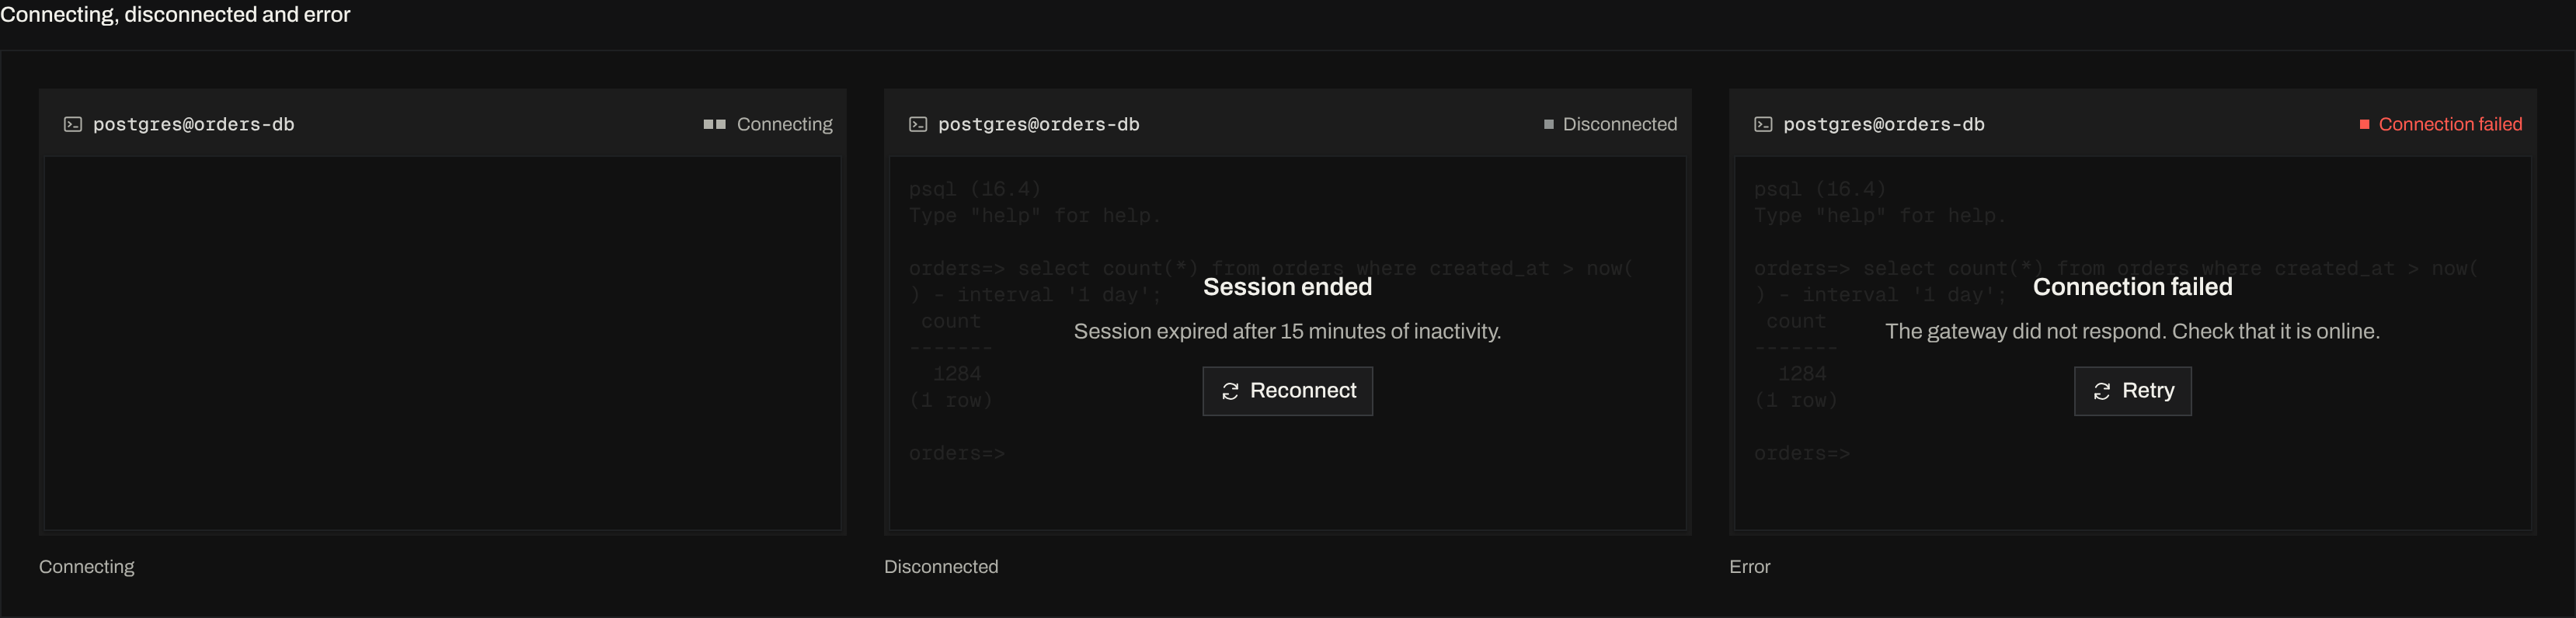 Connecting, disconnected and error
postgres@orders-db
Connecting
Connecting
postgres@orders-db
Disconnected
psql (16.4)
Type "help" for help.
orders=> select count(*) from orders where created_at > now(
) - interval '1 day';
 count
-------
  1284
(1 row)
orders=>
Session ended
Session expired after 15 minutes of inactivity.
Reconnect
Disconnected
postgres@orders-db
Connection failed
psql (16.4)
Type "help" for help.
orders=> select count(*) from orders where created_at > now(
) - interval '1 day';
 count
-------
  1284
(1 row)
orders=>
Connection failed
The gateway did not respond. Check that it is online.
Retry
Error